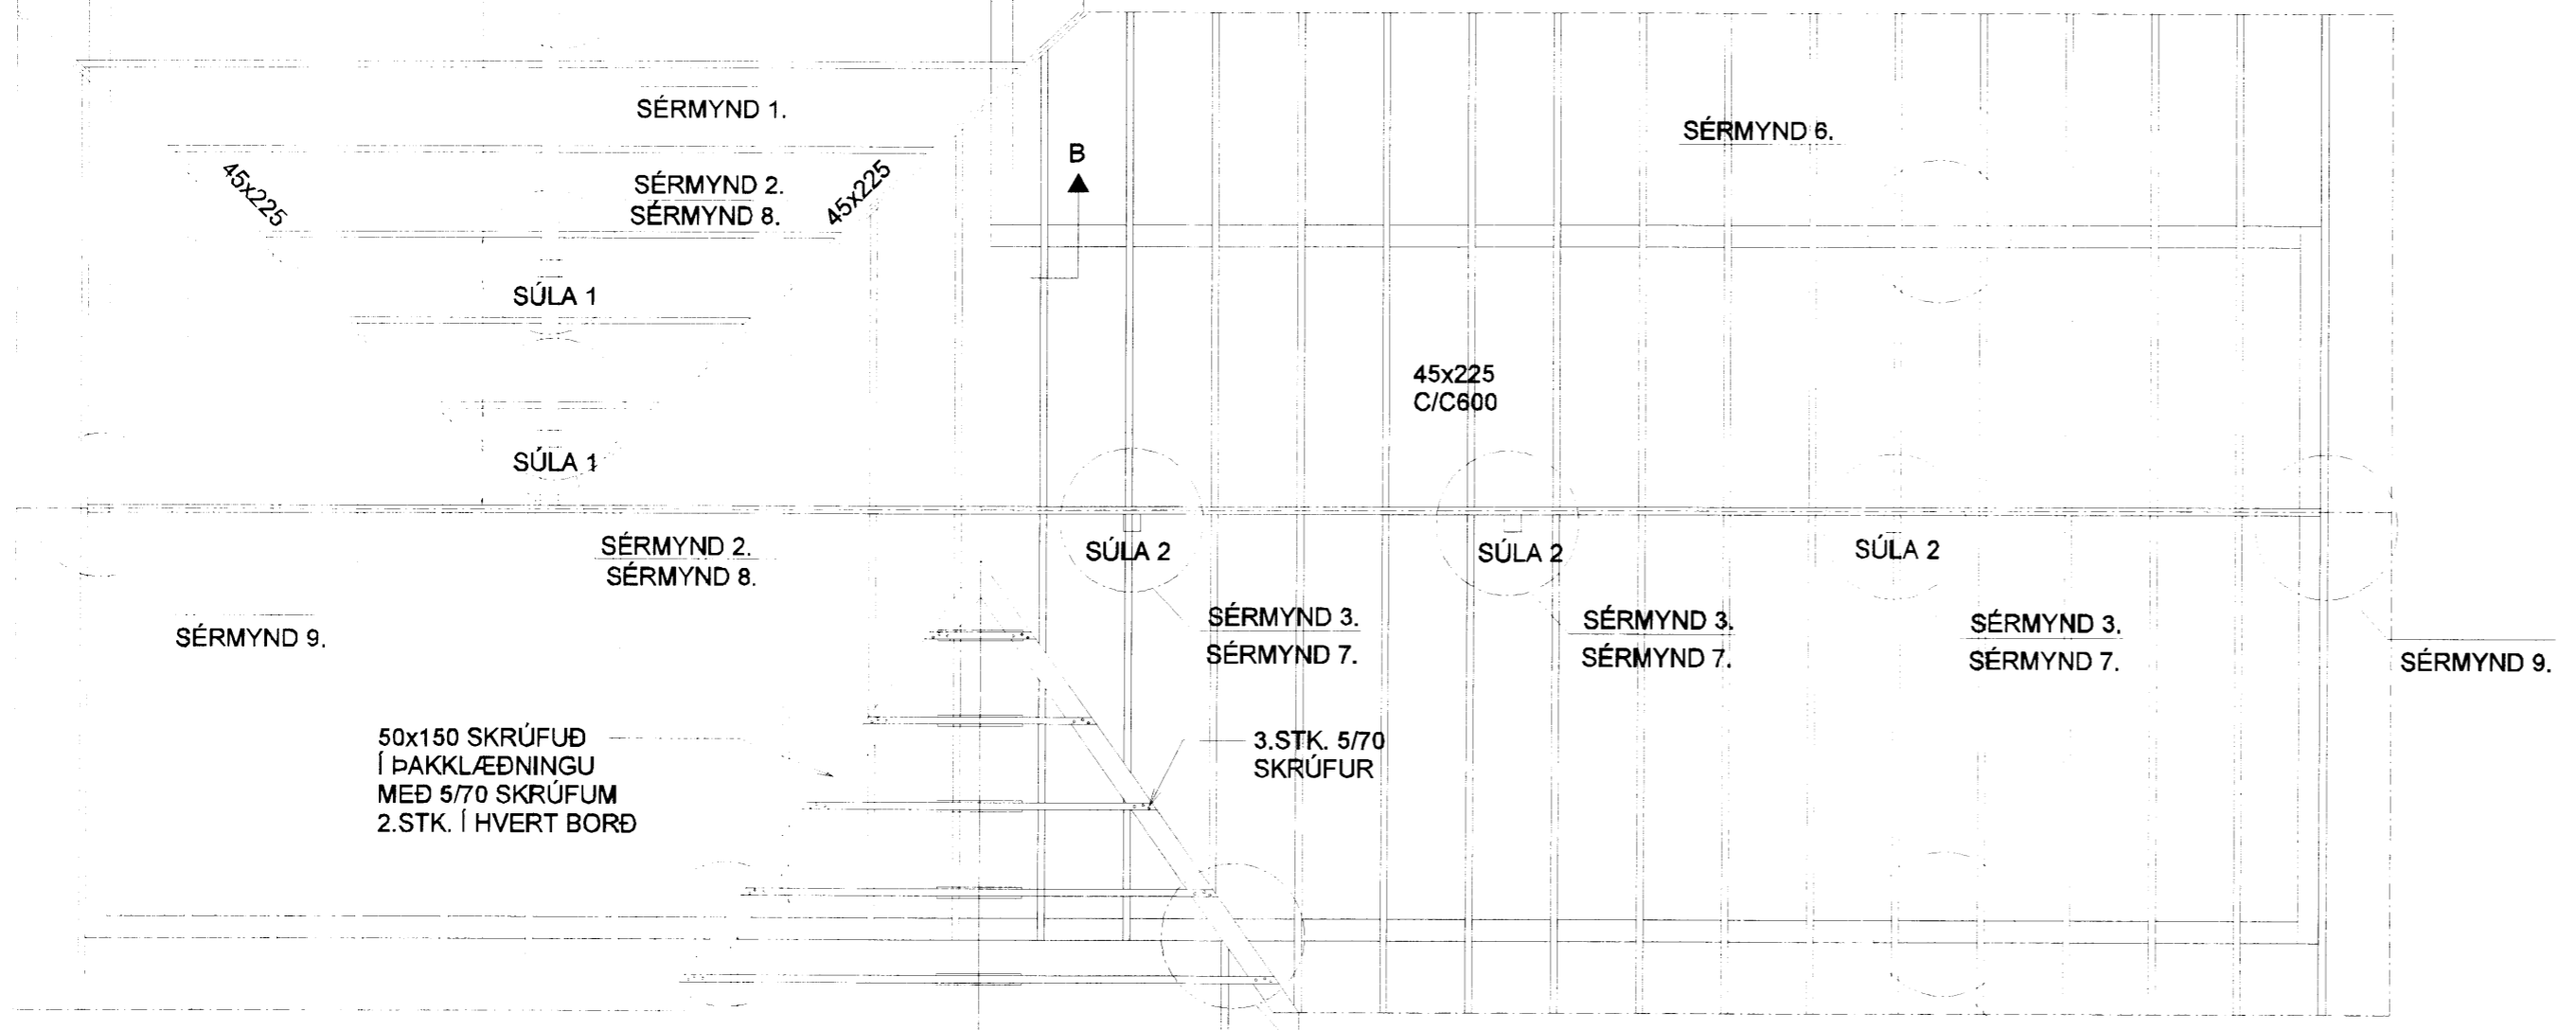 SÉRMYND 1.
SÉRMYND 6.
B
45x225
45x225
SÉRMYND 2.
SÉRMYND 8.
SÚLA 1
45x225
C/C600
SÚLA 1
SÉRMYND 2.
SÉRMYND 8.
SÚLA 2
SÚLA 2
SÚLA 2
SÉRMYND 9.
SÉRMYND 3.
SÉRMYND 7.
SÉRMYND 3.
SÉRMYND 7.
SÉRMYND 3.
SÉRMYND 7.
SÉRMYND 9.
50x150 SKRÚFUÐ
Í ÞAKKLÆÐNINGU
MEÐ 5/70 SKRÚFUM
2.STK. Í HVERT BORÐ
3.STK. 5/70
SKRÚFUR